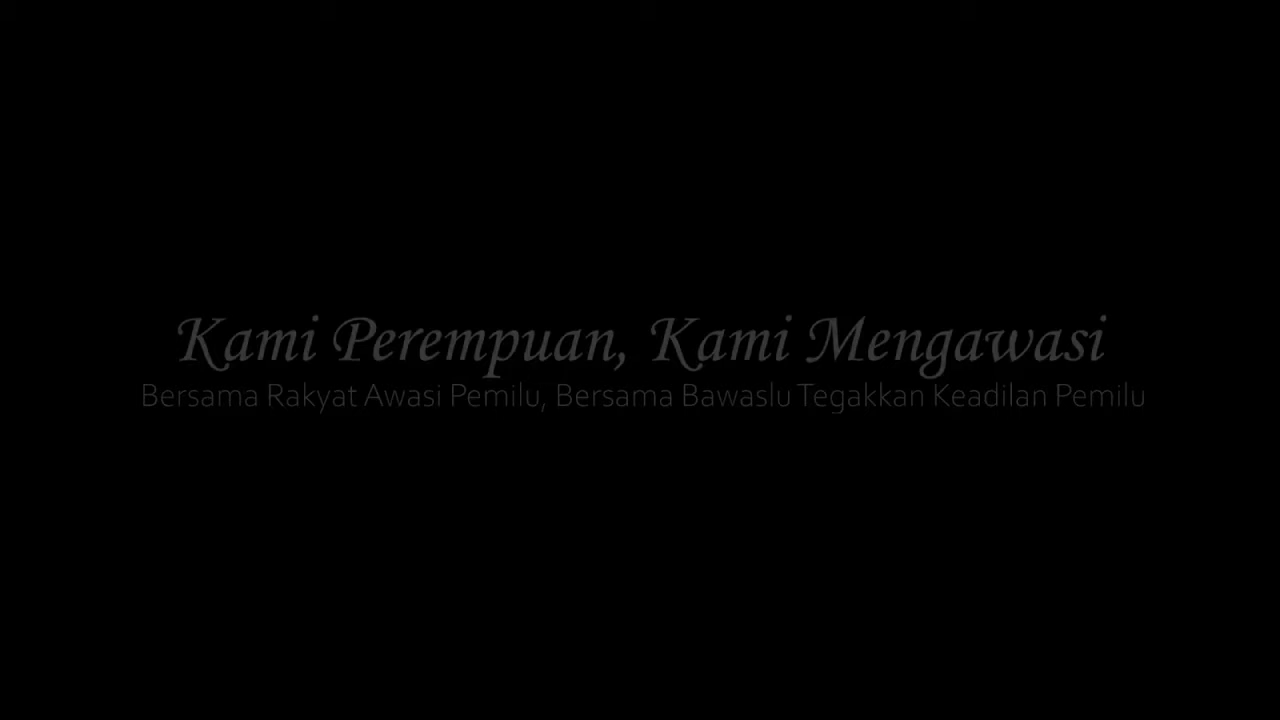 Kami Perempuan, Kami Mengawasi
Bersama Rakyat Awasi Pemilu, Bersama Bawaslu Tegakkan Keadilan Pemilu